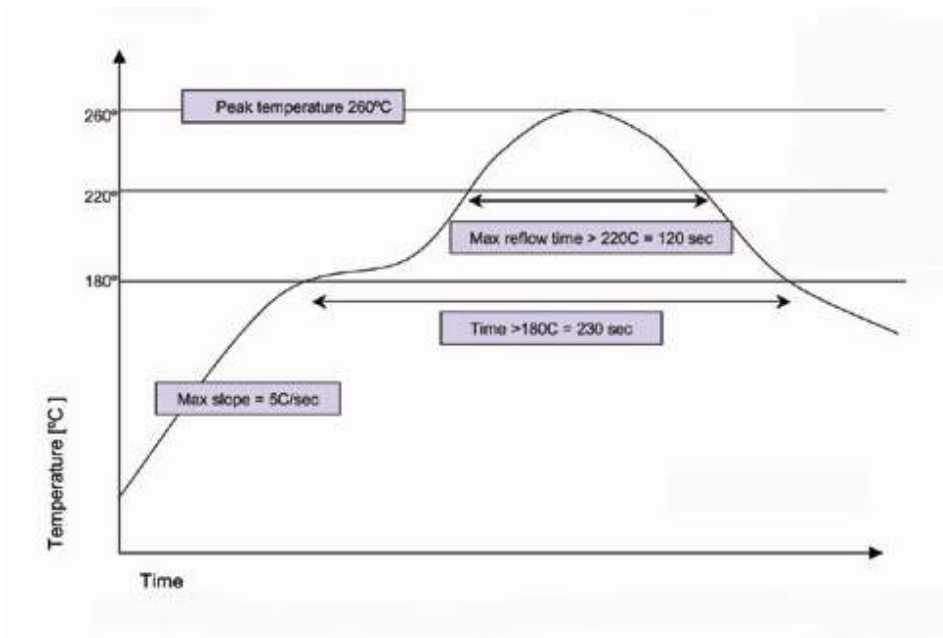 Peak temperature 260ºC
260º
220º
Max reflow time > 220C = 120 sec
180º
Time >180C = 230 sec
Max slope = 5C/sec
Temperature [ºC ]
Time